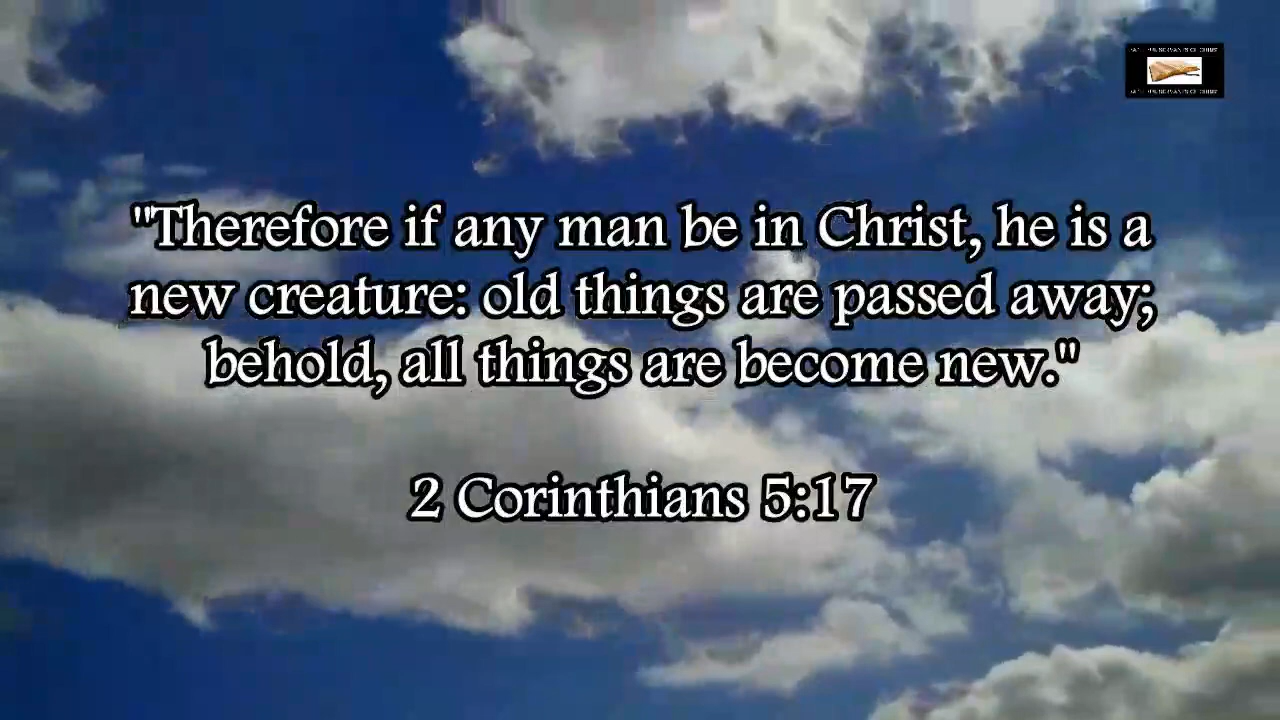 "Therefore if any man be in Christ, he is a
new creature: old things are passed away;
behold, all things are become new."
2 Corinthians 5:17